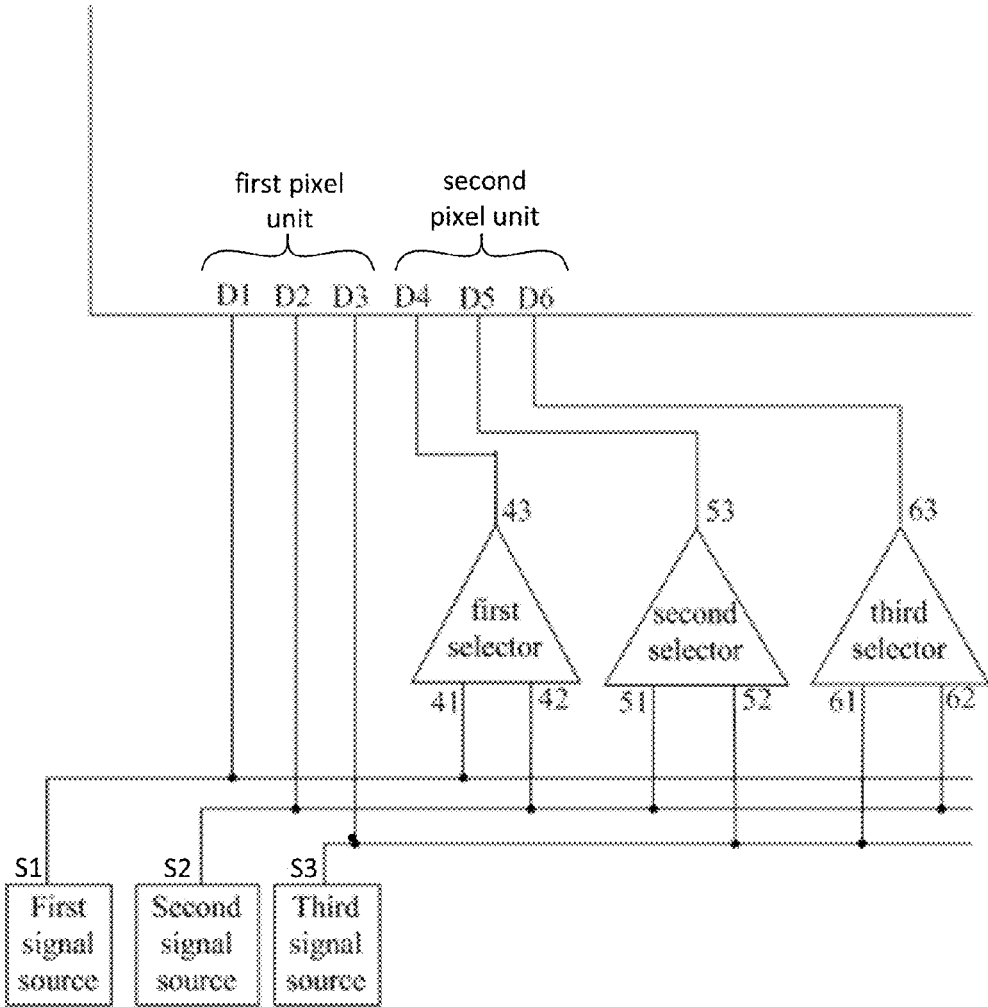 first pixel
unit
second
pixel unit
D1 D2 D3 D4 D5 D6
43 53 63
first
selector
second
selector
third
selector
41 42 51 52 61 62
S1 S2 S3
First
signal
source
Second
signal
source
Third
signal
source